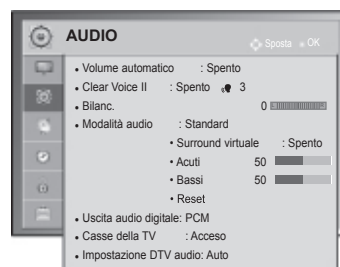 AUDIO
Sposta OK
• Volume automatico : Spento
• Clear Voice II : Spento 3
• Bilanc. 0
• Modalità audio : Standard
• Surround virtuale : Spento
• Acuti 50
• Bassi 50
• Reset
• Uscita audio digitale: PCM
• Casse della TV : Acceso
• Impostazione DTV audio: Auto